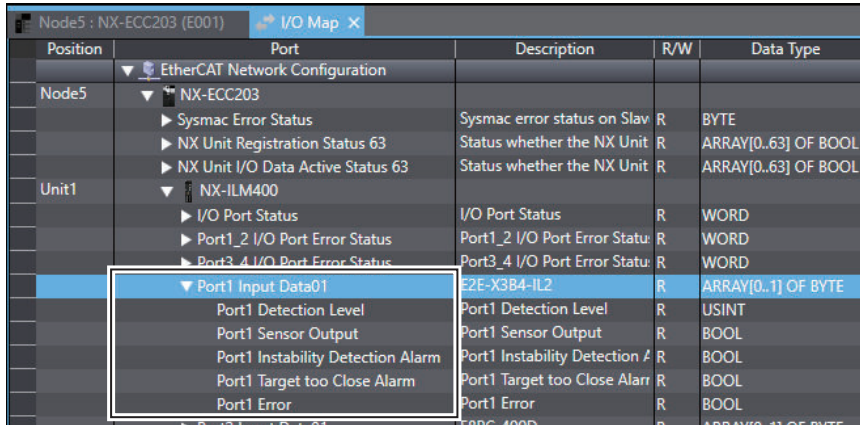 Node5 : NX-ECC203 (E001) I/O Map X
Position Port Description R/W Data Type
EtherCAT Network Configuration
Node5 NX-ECC203
Sysmac Error Status Sysmac error status on Slav R BYTE
NX Unit Registration Status 63 Status whether the NX Unit R ARRAY[0..63] OF BOOL
NX Unit I/O Data Active Status 63 Status whether the NX Unit R ARRAY[0..63] OF BOOL
Unit1 NX-ILM400
I/O Port Status I/O Port Status R WORD
Port1_2 I/O Port Error Status Port1_2 I/O Port Error Statu R WORD
Port3_4 I/O Port Error Status Port3_4 I/O Port Error Statu R WORD
Port1 Input Data01 E2E-X3B4-IL2 R ARRAY[0..1] OF BYTE
Port1 Detection Level Port1 Detection Level R USINT
Port1 Sensor Output Port1 Sensor Output R BOOL
Port1 Instability Detection Alarm Port1 Instability Detection A R BOOL
Port1 Target too Close Alarm Port1 Target too Close Alarr R BOOL
Port1 Error Port1 Error R BOOL